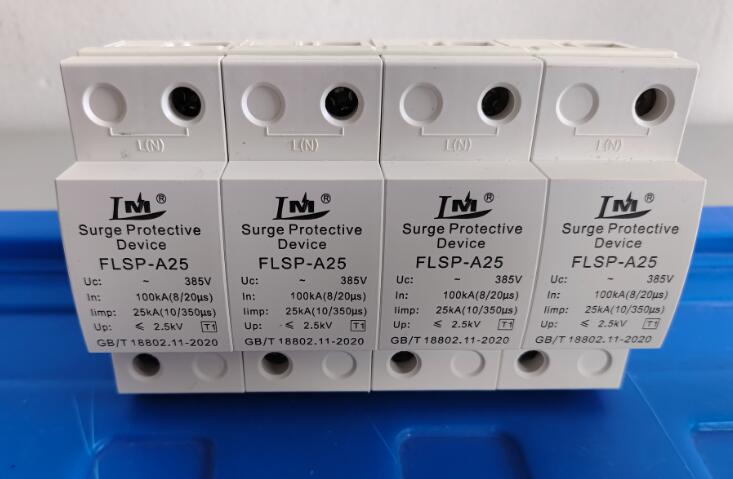 L(N)
L(N)
L(N)
L(N)
LM®
Surge Protective
Device
FLSP-A25
Uc: ~ 385V
In: 100kA(8/20μs)
Iimp: 25kA(10/350μs)
Up: ≤ 2.5kV T1
GB/T 18802.11-2020
LM®
Surge Protective
Device
FLSP-A25
Uc: ~ 385V
In: 100kA(8/20μs)
Iimp: 25kA(10/350μs)
Up: ≤ 2.5kV T1
GB/T 18802.11-2020
LM®
Surge Protective
Device
FLSP-A25
Uc: ~ 385V
In: 100kA(8/20μs)
Iimp: 25kA(10/350μs)
Up: ≤ 2.5kV T1
GB/T 18802.11-2020
LM®
Surge Protective
Device
FLSP-A25
Uc: ~ 385V
In: 100kA(8/20μs)
Iimp: 25kA(10/350μs)
Up: ≤ 2.5kV T1
GB/T 18802.11-2020